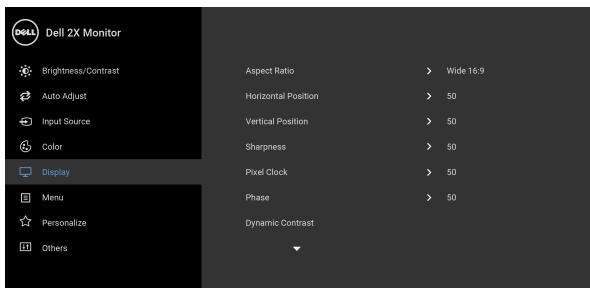 DELL Dell 2X Monitor
Brightness/Contrast
Auto Adjust
Input Source
Color
Display
Menu
Personalize
Others
Aspect Ratio Wide 16:9
Horizontal Position 50
Vertical Position 50
Sharpness 50
Pixel Clock 50
Phase 50
Dynamic Contrast